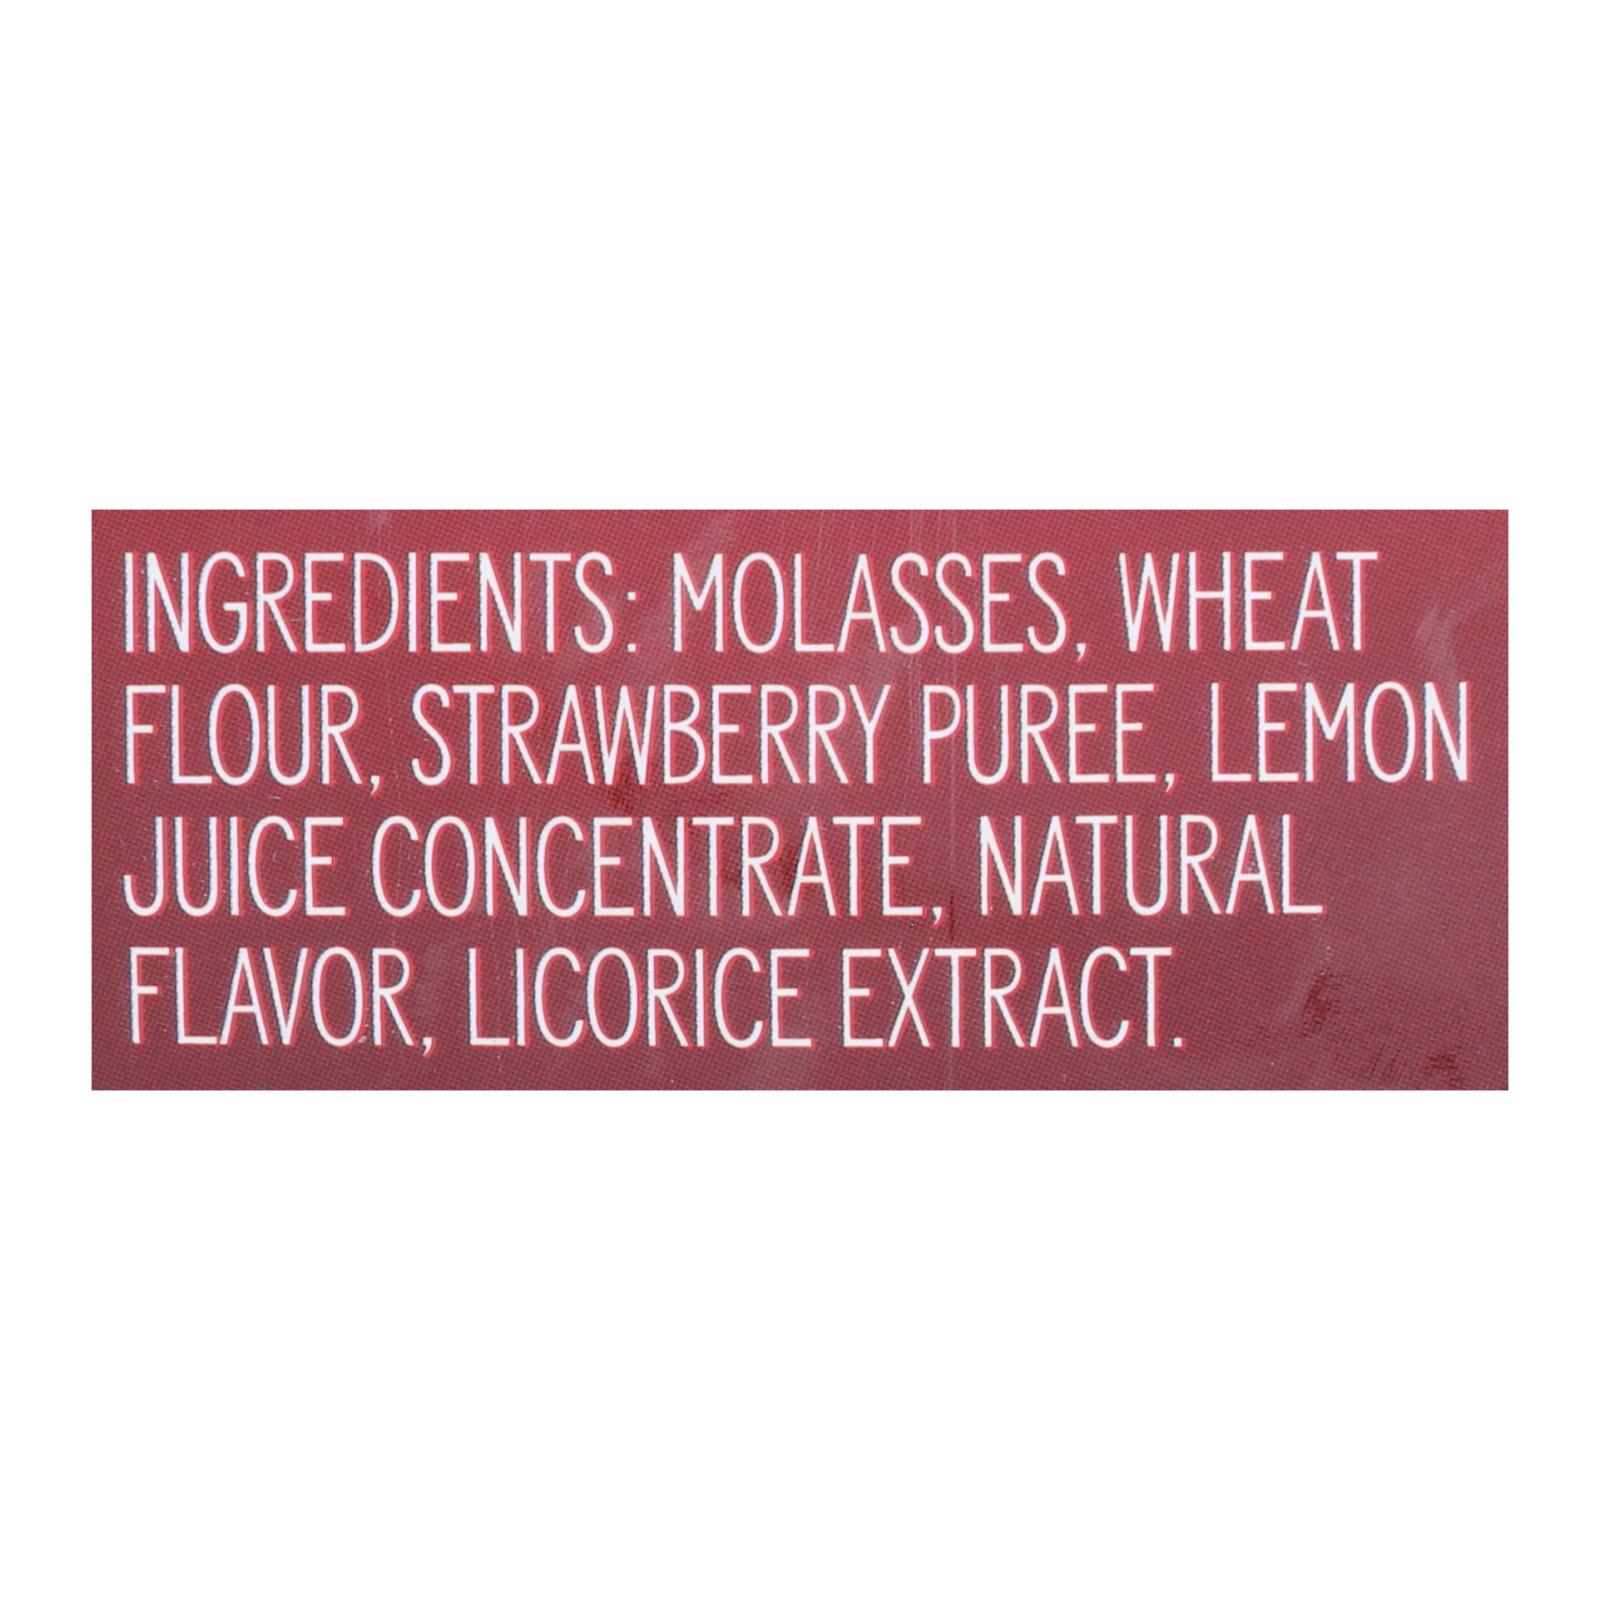 INGREDIENTS: MOLASSES, WHEAT
FLOUR, STRAWBERRY PUREE, LEMON
JUICE CONCENTRATE, NATURAL
FLAVOR, LICORICE EXTRACT.